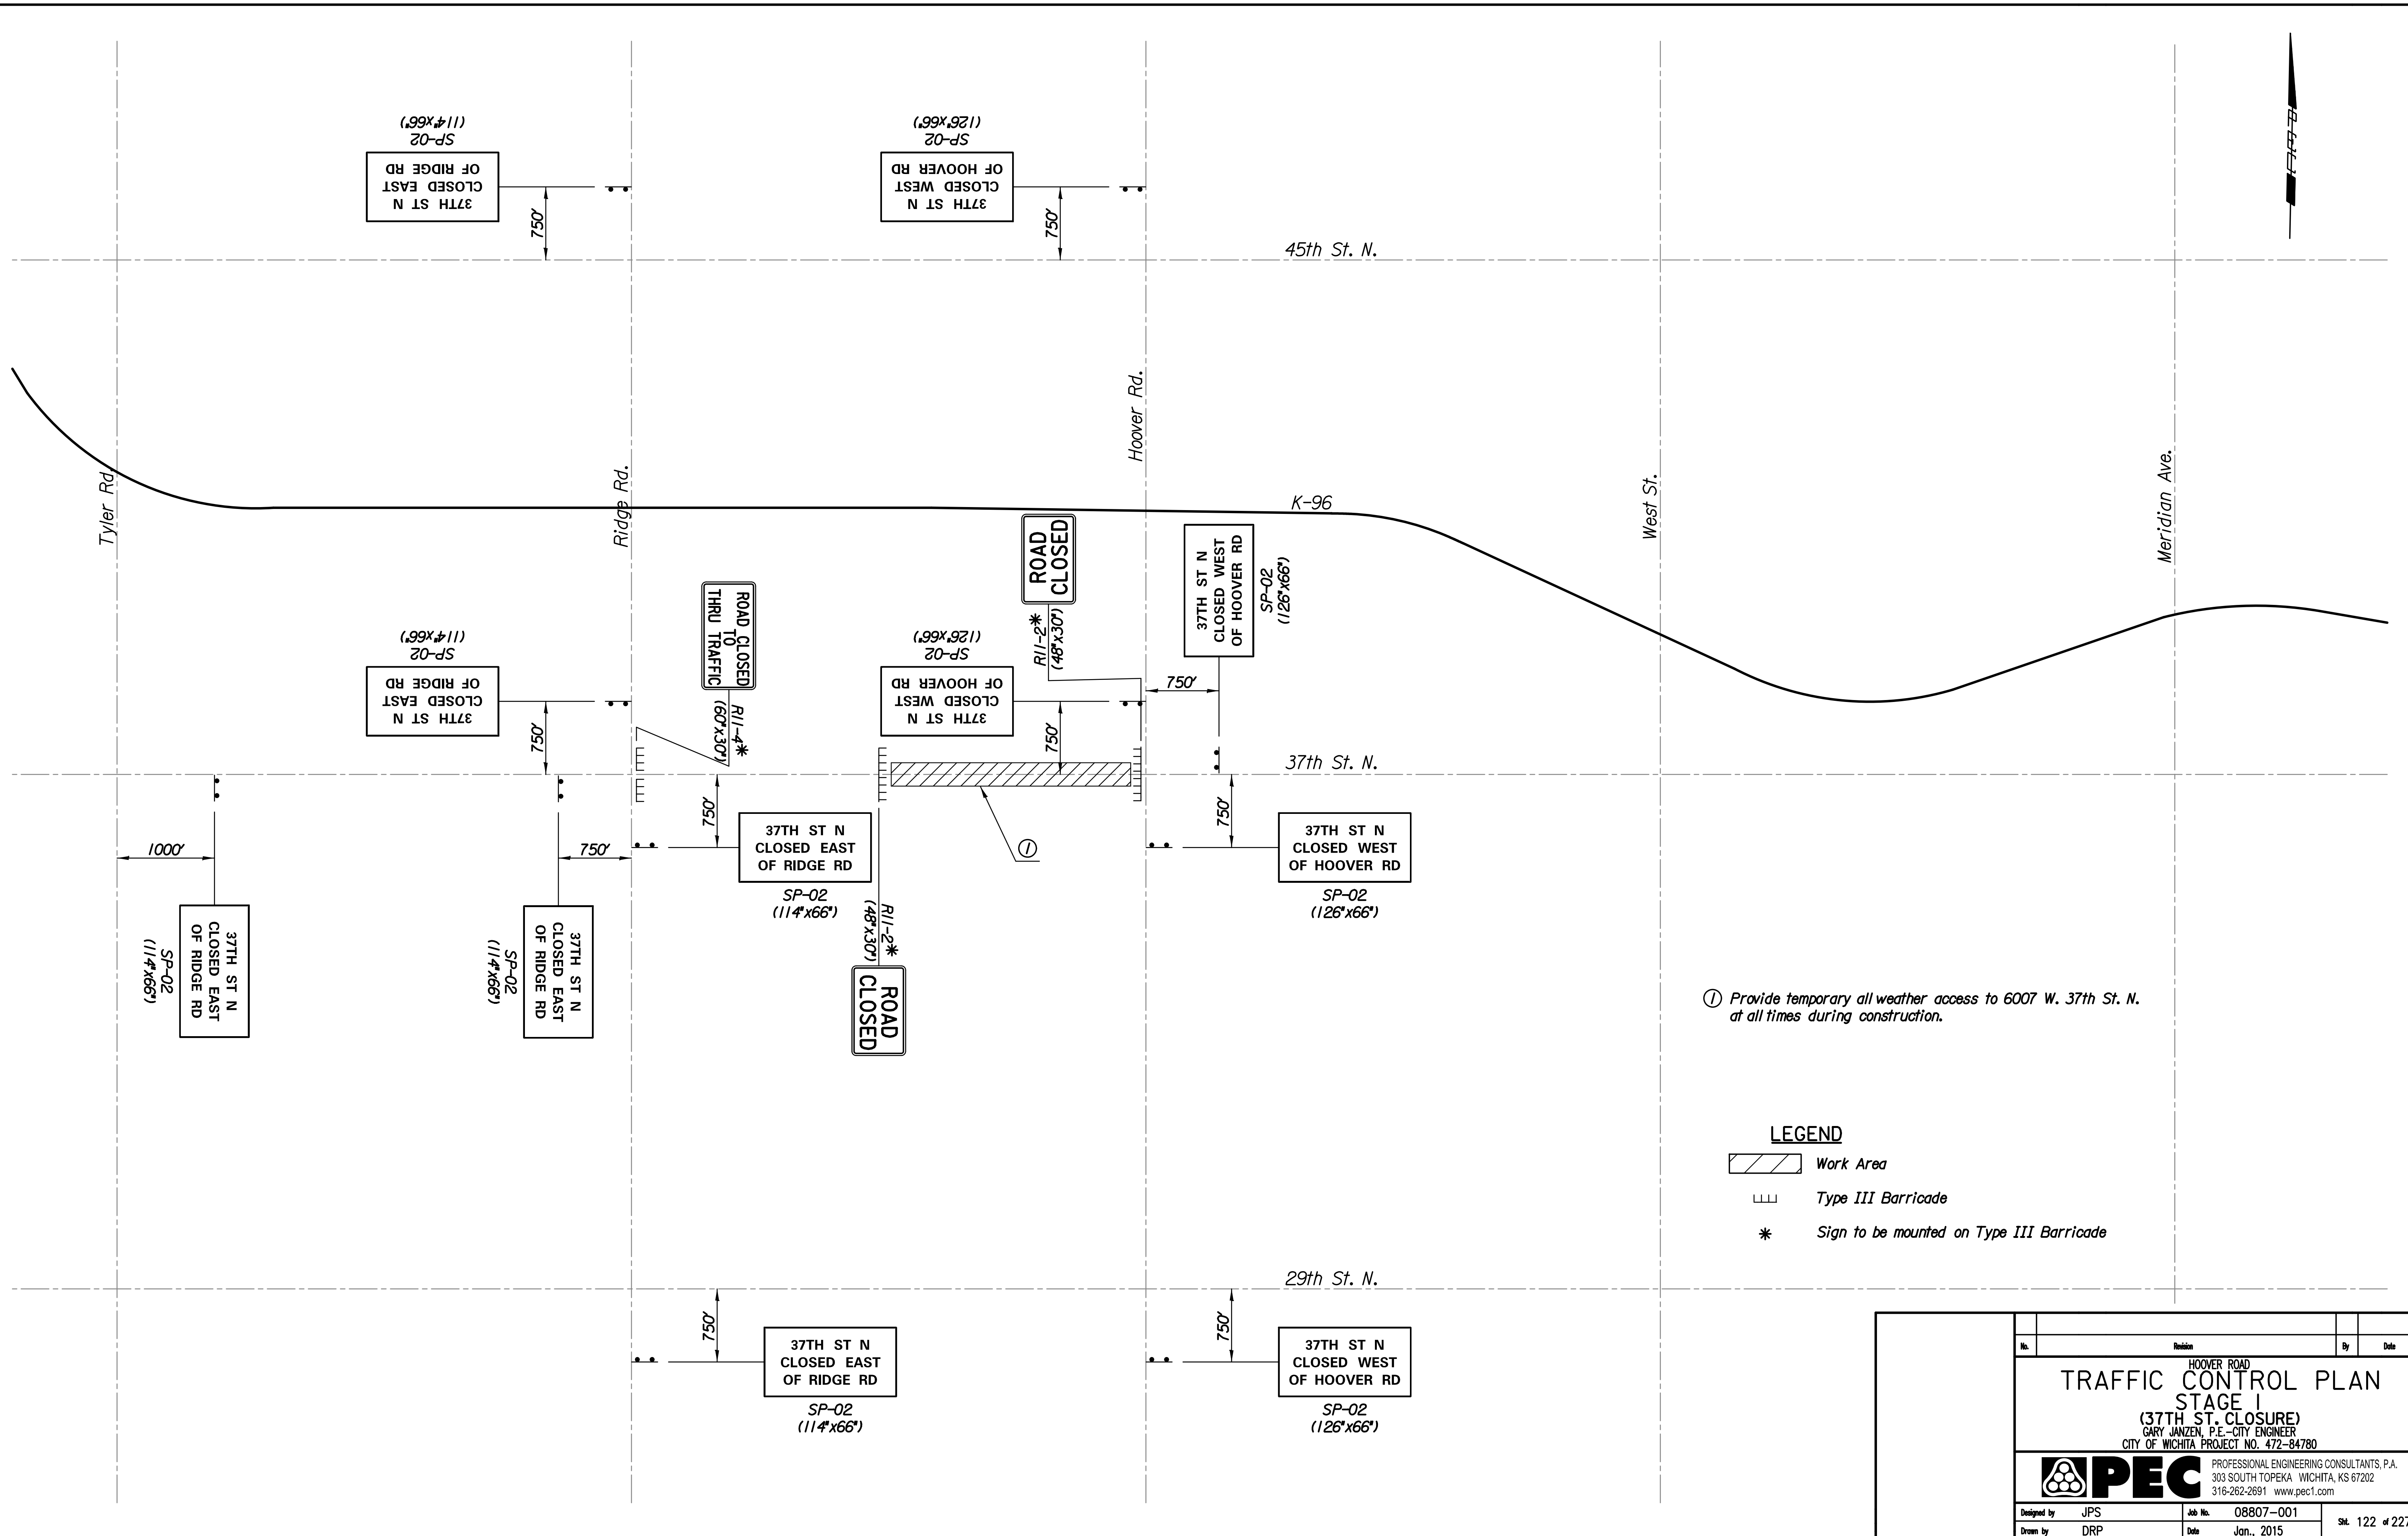 (114"x66")
SP-02
37TH ST N
CLOSED EAST
OF RIDGE RD
750'
(126"x66")
SP-02
37TH ST N
CLOSED WEST
OF HOOVER RD
750'
45th St. N.
Tyler Rd.
Ridge Rd.
Hoover Rd.
West St.
Meridian Ave.
K-96
(114"x66")
SP-02
37TH ST N
CLOSED EAST
OF RIDGE RD
750'
ROAD CLOSED
TO
THRU TRAFFIC
R11-4*
(60"x30")
(126"x66")
SP-02
37TH ST N
CLOSED WEST
OF HOOVER RD
750'
ROAD
CLOSED
R11-2*
(48"x30")
37TH ST N
CLOSED WEST
OF HOOVER RD
SP-02
(126"x66")
750'
37th St. N.
1000'
37TH ST N
CLOSED EAST
OF RIDGE RD
SP-02
(114"x66")
750'
37TH ST N
CLOSED EAST
OF RIDGE RD
SP-02
(114"x66")
750'
37TH ST N
CLOSED EAST
OF RIDGE RD
SP-02
(114"x66")
R11-2*
(48"x30")
ROAD
CLOSED
1
750'
37TH ST N
CLOSED WEST
OF HOOVER RD
SP-02
(126"x66")
1 Provide temporary all weather access to 6007 W. 37th St. N.
at all times during construction.
LEGEND
Work Area
Type III Barricade
* Sign to be mounted on Type III Barricade
29th St. N.
750'
37TH ST N
CLOSED EAST
OF RIDGE RD
SP-02
(114"x66")
750'
37TH ST N
CLOSED WEST
OF HOOVER RD
SP-02
(126"x66")
No. Revision By Date
HOOVER ROAD
TRAFFIC CONTROL PLAN
STAGE I
(37TH ST. CLOSURE)
GARY JANZEN, P.E.-CITY ENGINEER
CITY OF WICHITA PROJECT NO. 472-84780
PEC
PROFESSIONAL ENGINEERING CONSULTANTS, P.A.
303 SOUTH TOPEKA WICHITA, KS 67202
316-262-2691 www.pec1.com
Designed by JPS Job No. 08807-001
Drawn by DRP Date Jan., 2015
Sht. 122 of